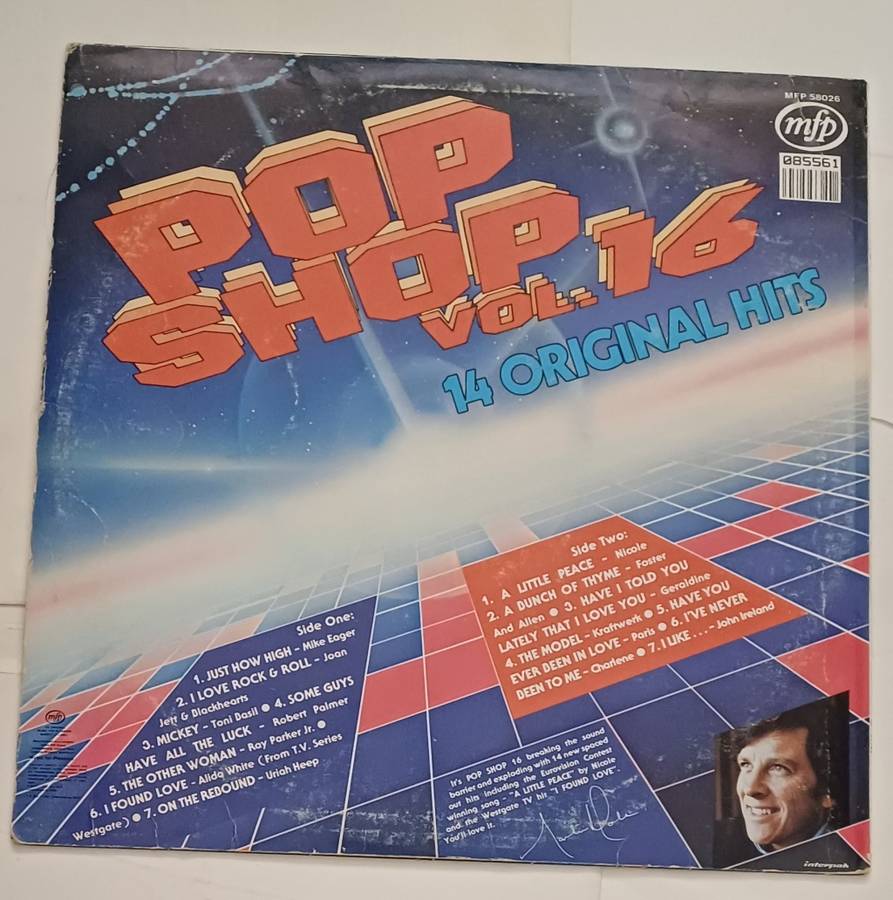 MFP 58026
mfp
085561
POP
SHOP
VOL. 16
14 ORIGINAL HITS
Side One:
1. JUST HOW HIGH – Mike Eager
2. I LOVE ROCK & ROLL – Joan
Jett & Blackhearts
3. MICKEY – Toni Basil ● 4. SOME GUYS
HAVE ALL THE LUCK – Robert Palmer
5. THE OTHER WOMAN – Ray Parker Jr. ●
6. I FOUND LOVE – Alida White (From T.V. Series
Westgate) ● 7. ON THE REBOUND – Uriah Heep
Side Two:
1. A LITTLE PEACE – Nicole
2. A BUNCH OF THYME – Foster
And Allen ● 3. HAVE I TOLD YOU
LATELY THAT I LOVE YOU – Geraldine
4. THE MODEL – Kraftwerk ● 5. HAVE YOU
EVER BEEN IN LOVE – Paris ● 6. I'VE NEVER
BEEN TO ME – Charlene ● 7. I LIKE ... – John Ireland
It's POP SHOP 16 breaking the sound
barrier and exploding with 14 new spaced
out hits including the Eurovision Contest
winning song – "A LITTLE PEACE" by Nicole
and the Westgate TV hit "I FOUND LOVE".
You'll love it.
mfp
interpak